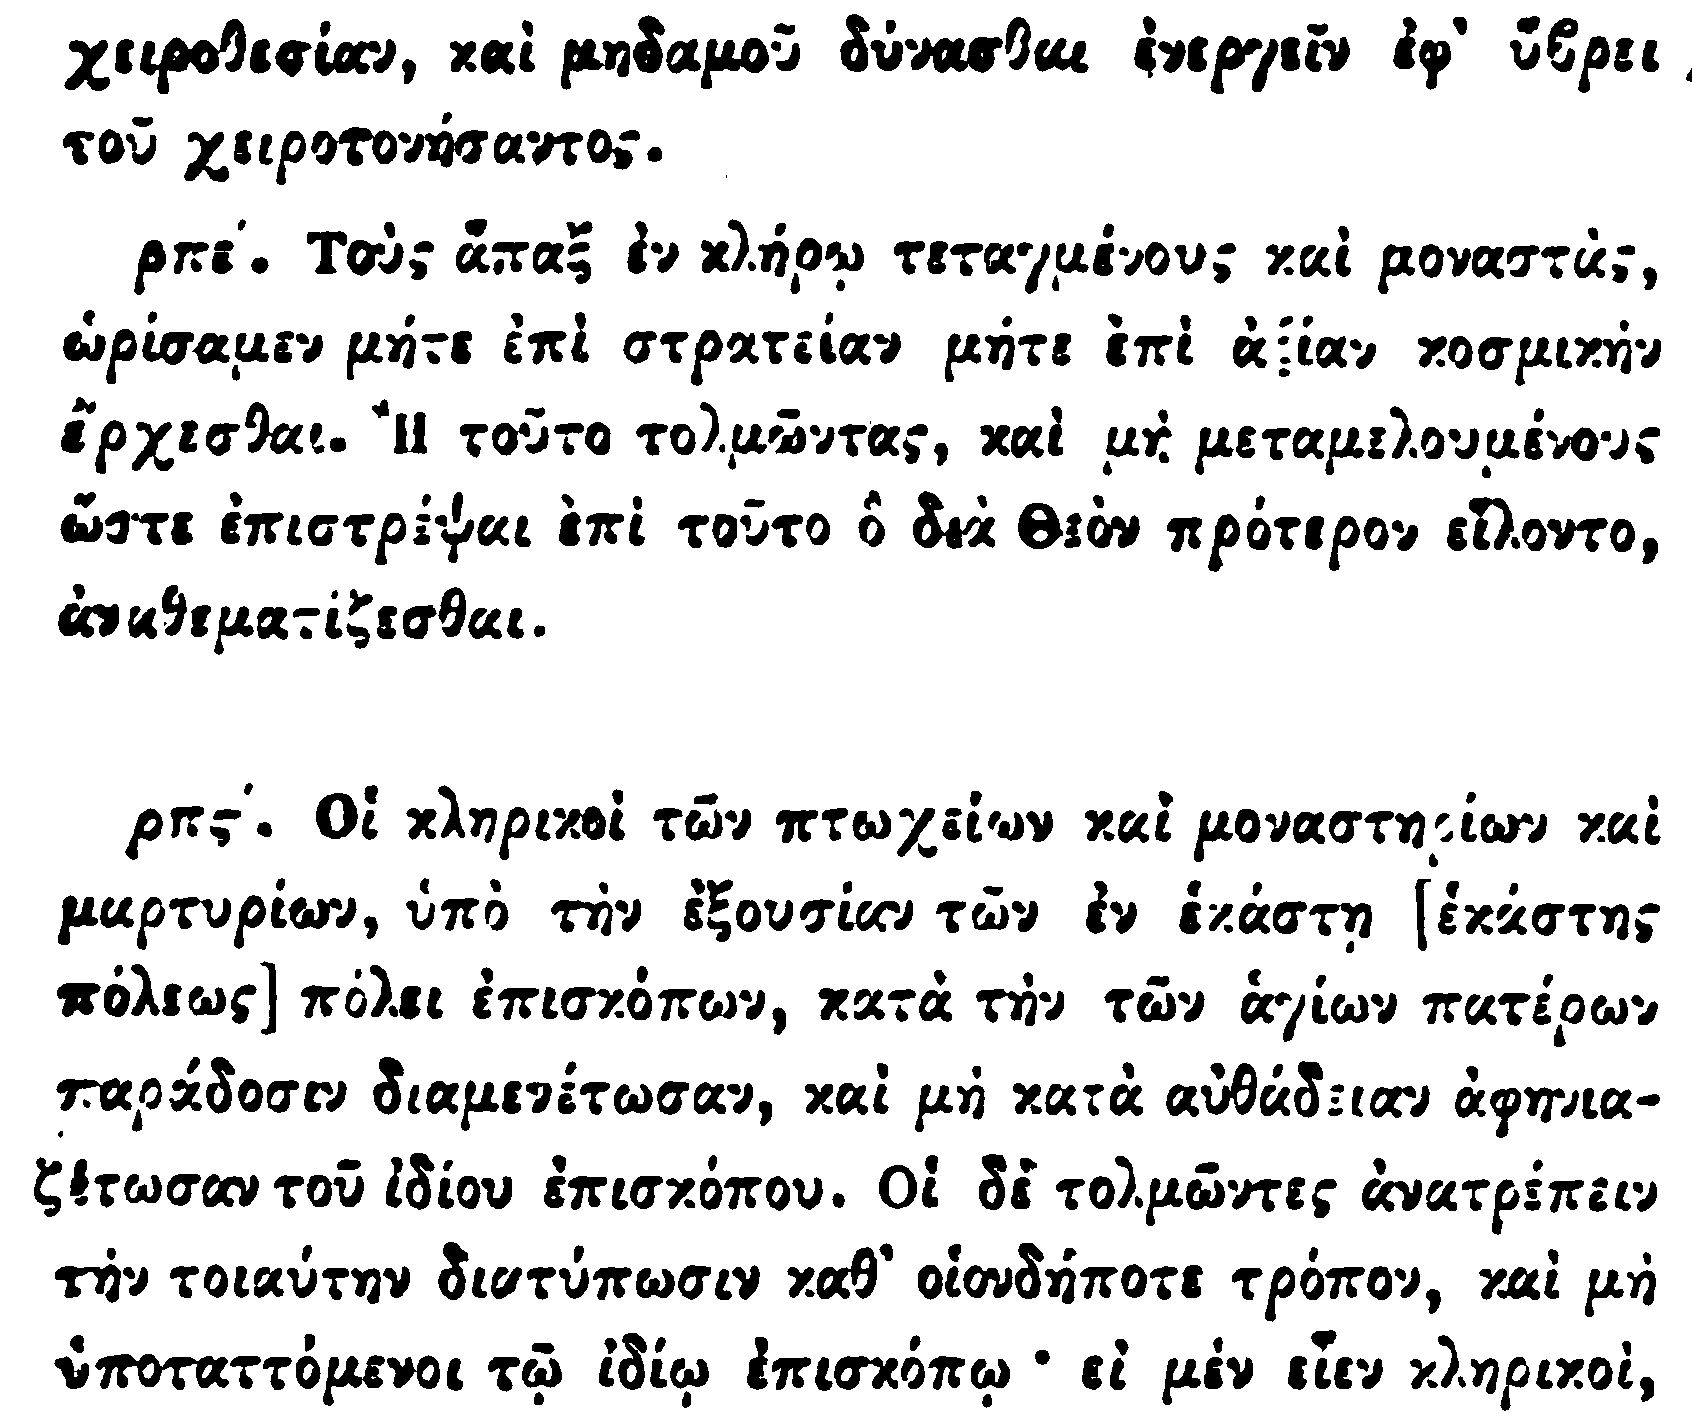 χειροθεσίαν, καὶ μηδαμοῦ δύνασθαι ἐνεργεῖν ἐφ' ὕβρει
τοῦ χειροτονήσαντος.
ρπε΄. Τοὺς ἅπαξ ἐν κλήρῳ τεταγμένους καὶ μοναστὰς,
ὡρίσαμεν μήτε ἐπὶ στρατείαν μήτε ἐπὶ ἀξίαν κοσμικὴν
ἔρχεσθαι. Ἢ τοῦτο τολμῶντας, καὶ μὴ μεταμελουμένους
ὥστε ἐπιστρέψαι ἐπὶ τοῦτο ὃ διὰ Θεὸν πρότερον εἵλοντο,
ἀναθεματίζεσθαι.
ρπς΄. Οἱ κληρικοὶ τῶν πτωχείων καὶ μοναστηρίων καὶ
μαρτυρίων, ὑπὸ τὴν ἐξουσίαν τῶν ἐν ἑκάστῃ [ἑκάστης
πόλεως] πόλει ἐπισκόπων, κατὰ τὴν τῶν ἁγίων πατέρων
παράδοσιν διαμενέτωσαν, καὶ μὴ κατὰ αὐθάδειαν ἀφηνια-
ζέτωσαν τοῦ ἰδίου ἐπισκόπου. Οἱ δὲ τολμῶντες ἀνατρέπειν
τὴν τοιαύτην διατύπωσιν καθ' οἱονδήποτε τρόπον, καὶ μὴ
ὑποταττόμενοι τῷ ἰδίῳ ἐπισκόπῳ · εἰ μὲν εἶεν κληρικοὶ,